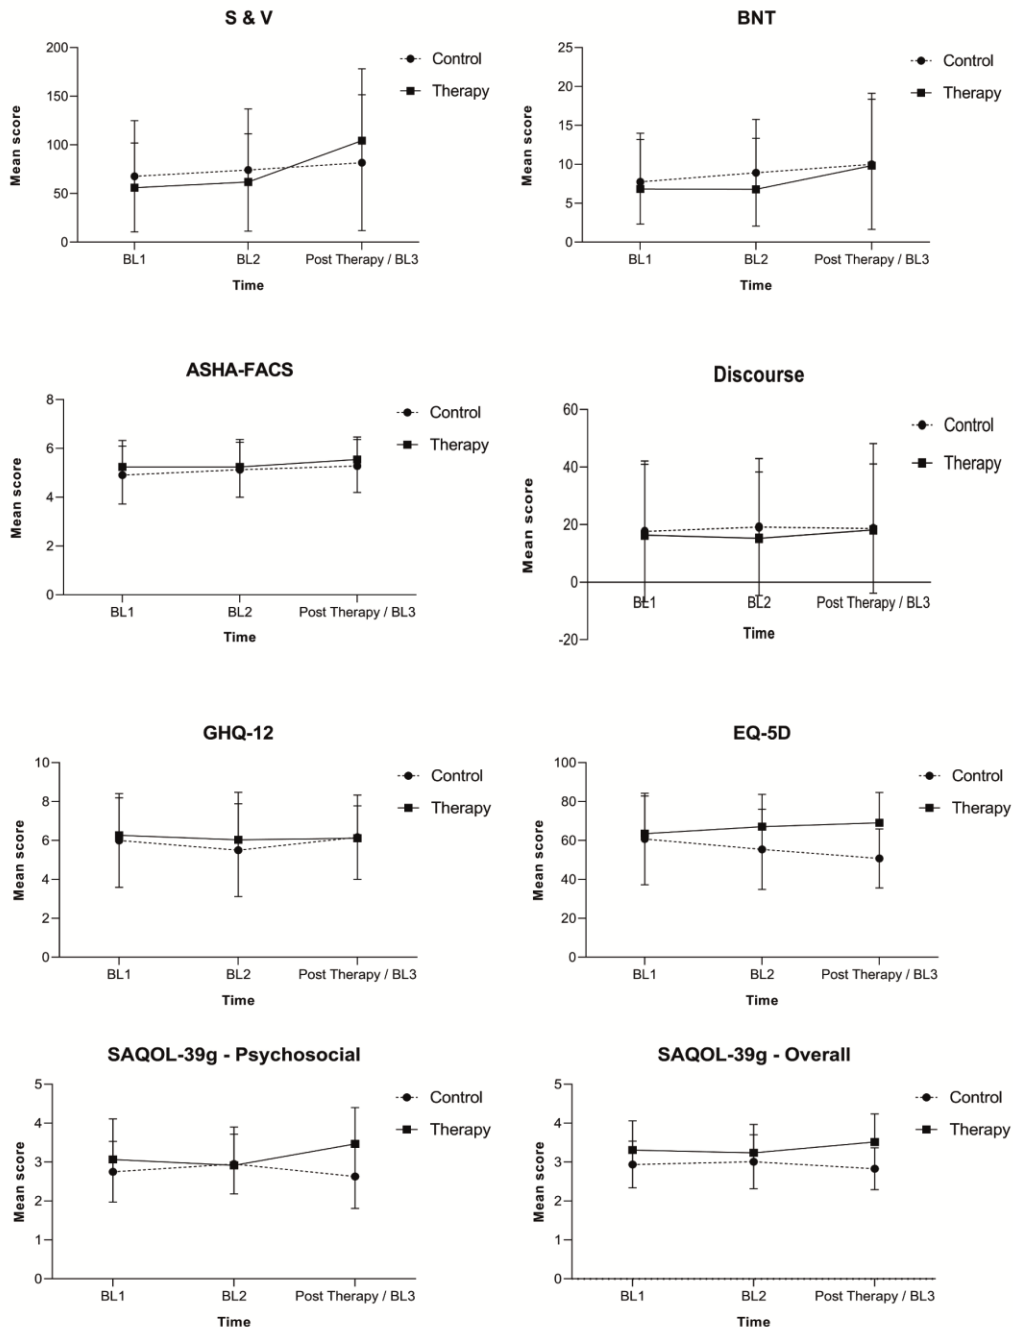 S & V
200
150
100
50
0
Mean score
BL1 BL2 Post Therapy / BL3
Time
Control
Therapy
BNT
25
20
15
10
5
0
Mean score
BL1 BL2 Post Therapy / BL3
Time
Control
Therapy
ASHA-FACS
8
6
4
2
0
Mean score
BL1 BL2 Post Therapy / BL3
Time
Control
Therapy
Discourse
60
40
20
0
-20
Mean score
BL1 BL2 Post Therapy / BL3
Time
Control
Therapy
GHQ-12
10
8
6
4
2
0
Mean score
BL1 BL2 Post Therapy / BL3
Time
Control
Therapy
EQ-5D
100
80
60
40
20
0
Mean score
BL1 BL2 Post Therapy / BL3
Time
Control
Therapy
SAQOL-39g - Psychosocial
5
4
3
2
1
0
Mean score
BL1 BL2 Post Therapy / BL3
Time
Control
Therapy
SAQOL-39g - Overall
5
4
3
2
1
0
Mean score
BL1 BL2 Post Therapy / BL3
Time
Control
Therapy